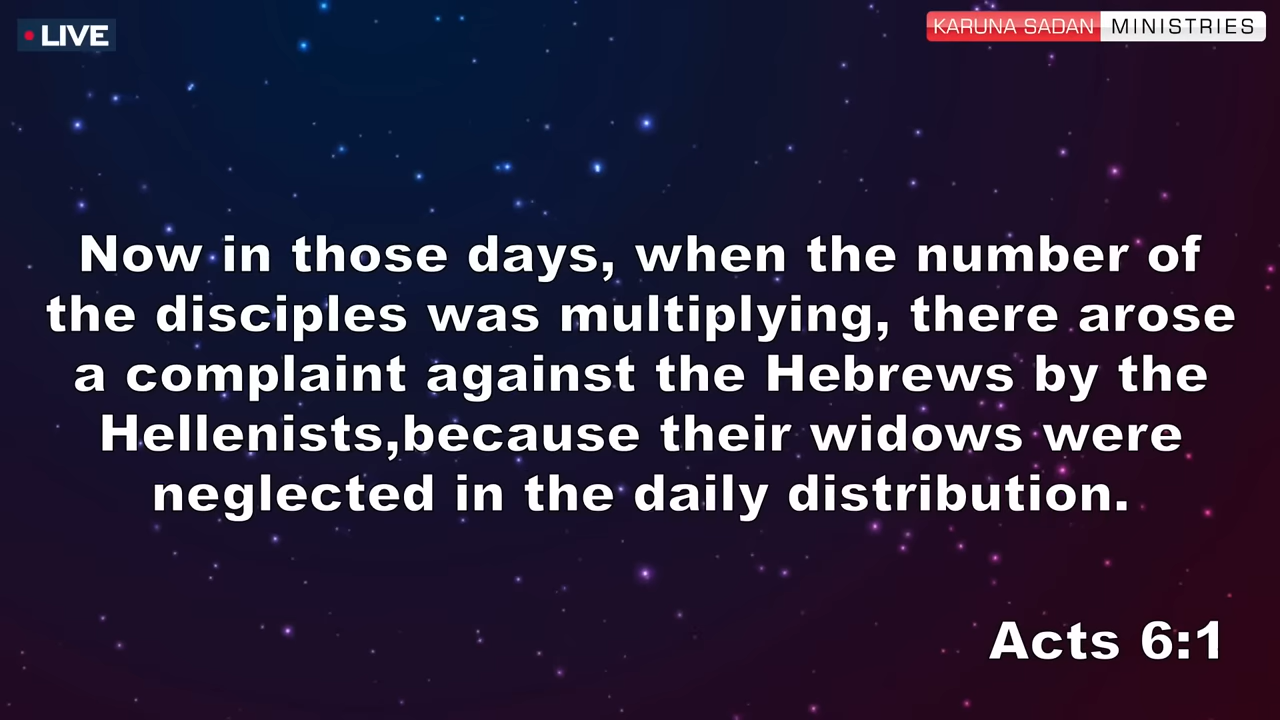 LIVE
KARUNA SADAN MINISTRIES
Now in those days, when the number of
the disciples was multiplying, there arose
a complaint against the Hebrews by the
Hellenists,because their widows were
neglected in the daily distribution.
Acts 6:1